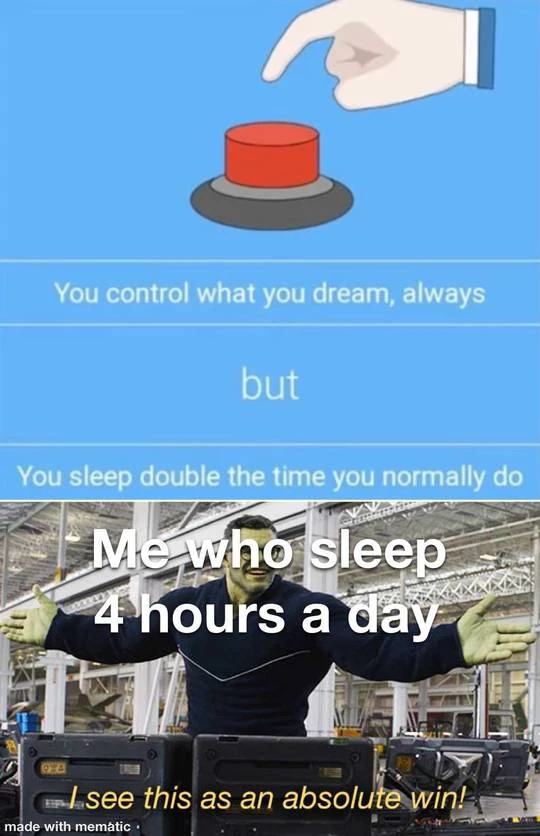 You control what you dream, always
but
You sleep double the time you normally do
Me who sleep
4 hours a day
I see this as an absolute win!
made with mematic